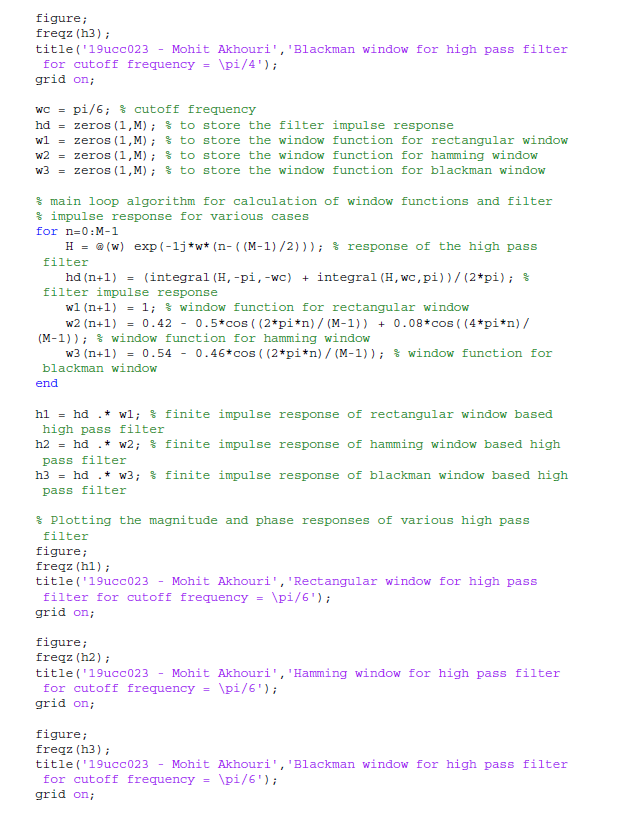 figure;
freqz(h3);
title('19ucc023 - Mohit Akhouri','Blackman window for high pass filter
for cutoff frequency = \pi/4');
grid on;
wc = pi/6; % cutoff frequency
hd = zeros(1,M); % to store the filter impulse response
w1 = zeros(1,M); % to store the window function for rectangular window
w2 = zeros(1,M); % to store the window function for hamming window
w3 = zeros(1,M); % to store the window function for blackman window
% main loop algorithm for calculation of window functions and filter
% impulse response for various cases
for n=0:M-1
H = @(w) exp(-1j*w*(n-((M-1)/2))); % response of the high pass
filter
hd(n+1) = (integral(H,-pi,-wc) + integral(H,wc,pi))/(2*pi); %
filter impulse response
w1(n+1) = 1; % window function for rectangular window
w2(n+1) = 0.42 - 0.5*cos((2*pi*n)/(M-1)) + 0.08*cos((4*pi*n)/
(M-1)); % window function for hamming window
w3(n+1) = 0.54 - 0.46*cos((2*pi*n)/(M-1)); % window function for
blackman window
end
h1 = hd .* w1; % finite impulse response of rectangular window based
high pass filter
h2 = hd .* w2; % finite impulse response of hamming window based high
pass filter
h3 = hd .* w3; % finite impulse response of blackman window based high
pass filter
% Plotting the magnitude and phase responses of various high pass
filter
figure;
freqz(h1);
title('19ucc023 - Mohit Akhouri','Rectangular window for high pass
filter for cutoff frequency = \pi/6');
grid on;
figure;
freqz(h2);
title('19ucc023 - Mohit Akhouri','Hamming window for high pass filter
for cutoff frequency = \pi/6');
grid on;
figure;
freqz(h3);
title('19ucc023 - Mohit Akhouri','Blackman window for high pass filter
for cutoff frequency = \pi/6');
grid on;